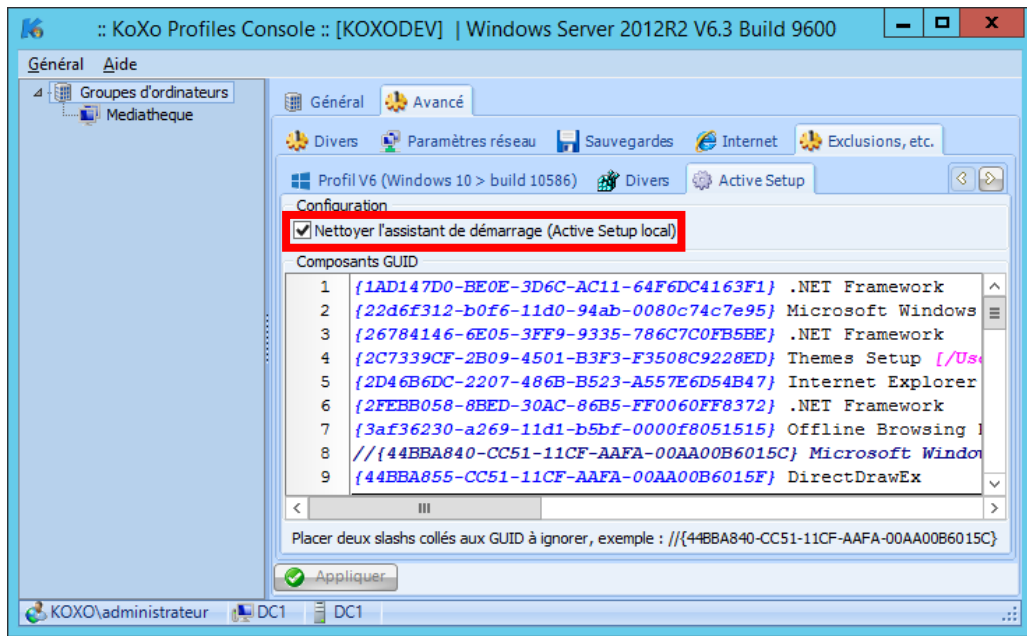 :: KoXo Profiles Console :: [KOXODEV] | Windows Server 2012R2 V6.3 Build 9600
Général Aide
Groupes d'ordinateurs
Mediatheque
Général Avancé
Divers Paramètres réseau Sauvegardes Internet Exclusions, etc.
Profil V6 (Windows 10 > build 10586) Divers Active Setup
Configuration
Nettoyer l'assistant de démarrage (Active Setup local)
Composants GUID
1 {1AD147D0-BE0E-3D6C-AC11-64F6DC4163F1} .NET Framework
2 {22d6f312-b0f6-11d0-94ab-0080c74c7e95} Microsoft Windows
3 {26784146-6E05-3FF9-9335-786C7C0FB5BE} .NET Framework
4 {2C7339CF-2B09-4501-B3F3-F3508C9228ED} Themes Setup [/Us
5 {2D46B6DC-2207-486B-B523-A557E6D54B47} Internet Explorer
6 {2FEBB058-8BED-30AC-86B5-FF0060FF8372} .NET Framework
7 {3af36230-a269-11d1-b5bf-0000f8051515} Offline Browsing
8 //{44BBA840-CC51-11CF-AAFA-00AA00B6015C} Microsoft Windo
9 {44BBA855-CC51-11CF-AAFA-00AA00B6015F} DirectDrawEx
Placer deux slashs collés aux GUID à ignorer, exemple : //{44BBA840-CC51-11CF-AAFA-00AA00B6015C}
Appliquer
KOXO\administrateur DC1 DC1